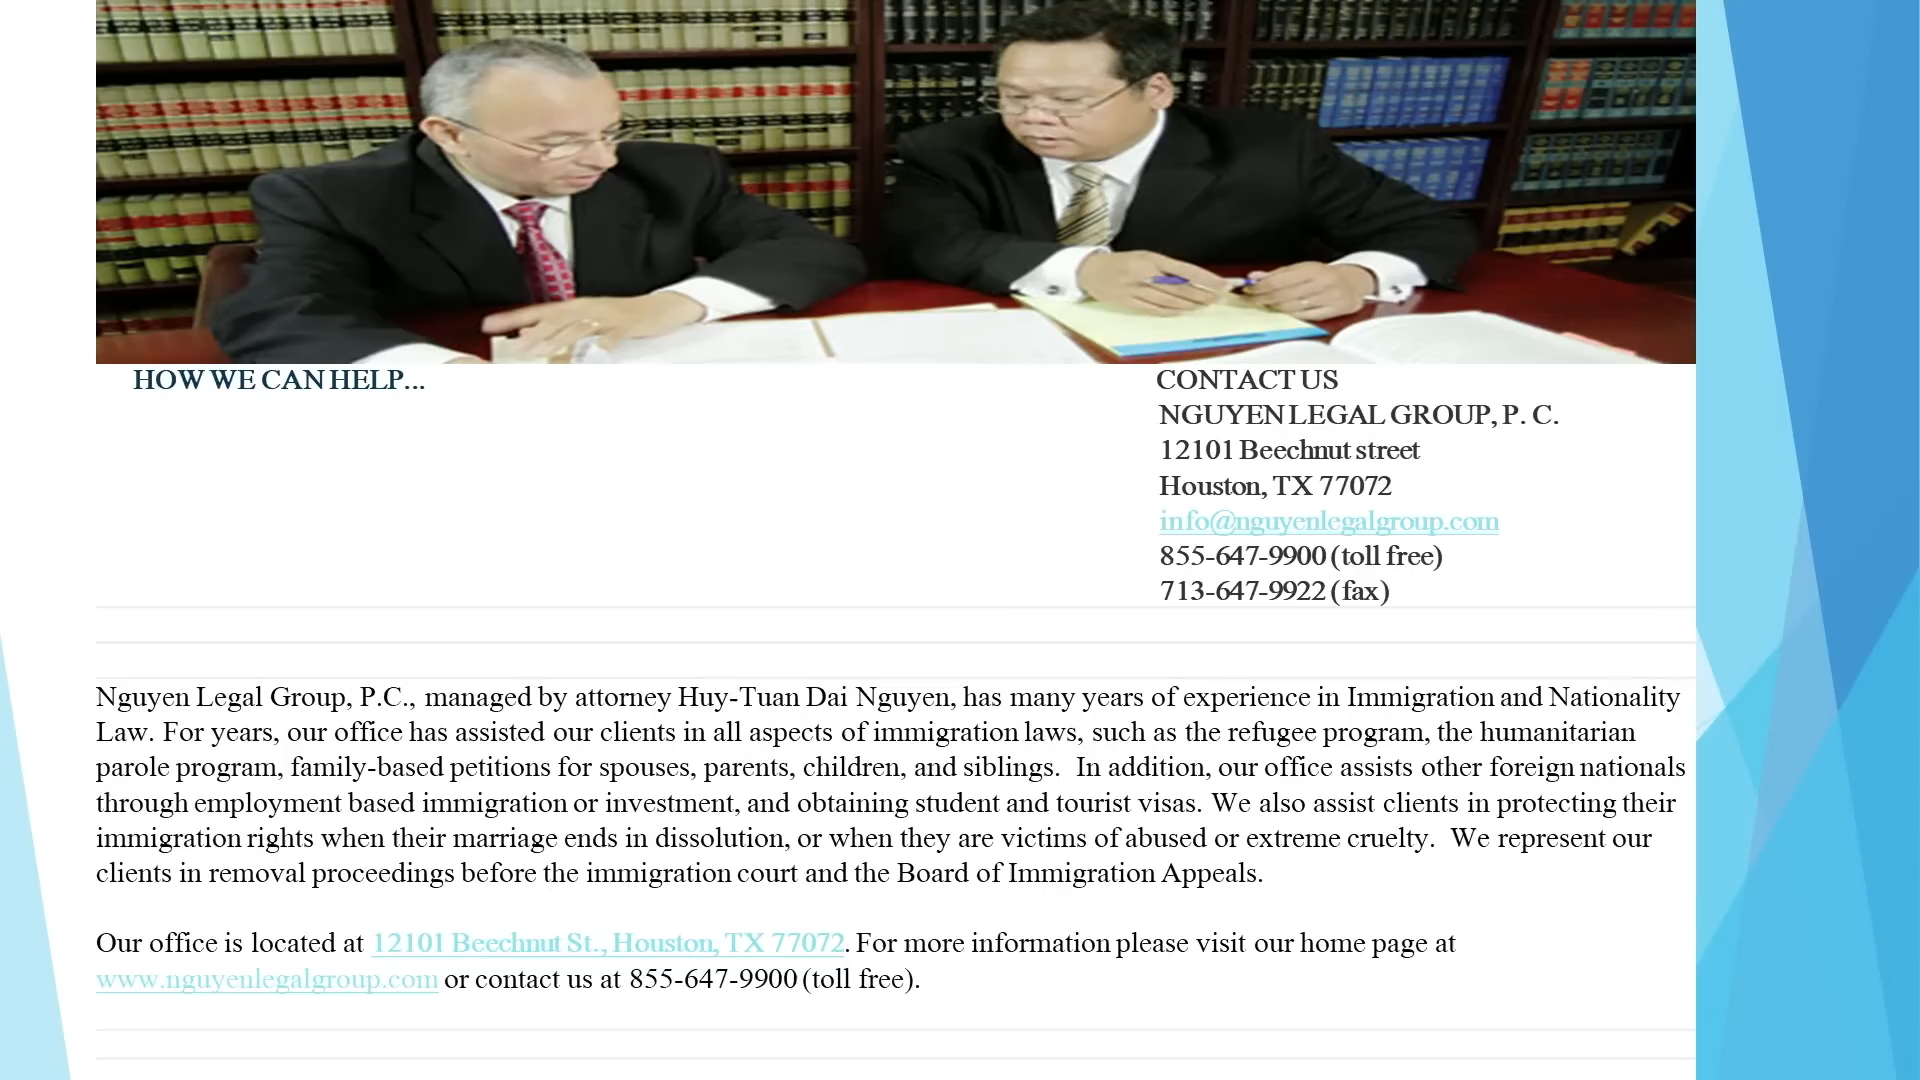 HOW WE CAN HELP...
CONTACT US
NGUYEN LEGAL GROUP, P. C.
12101 Beechnut street
Houston, TX 77072
info@nguyenlegalgroup.com
855-647-9900 (toll free)
713-647-9922 (fax)
Nguyen Legal Group, P.C., managed by attorney Huy-Tuan Dai Nguyen, has many years of experience in Immigration and Nationality
Law. For years, our office has assisted our clients in all aspects of immigration laws, such as the refugee program, the humanitarian
parole program, family-based petitions for spouses, parents, children, and siblings. In addition, our office assists other foreign nationals
through employment based immigration or investment, and obtaining student and tourist visas. We also assist clients in protecting their
immigration rights when their marriage ends in dissolution, or when they are victims of abused or extreme cruelty. We represent our
clients in removal proceedings before the immigration court and the Board of Immigration Appeals.
Our office is located at 12101 Beechnut St., Houston, TX 77072. For more information please visit our home page at
www.nguyenlegalgroup.com or contact us at 855-647-9900 (toll free).